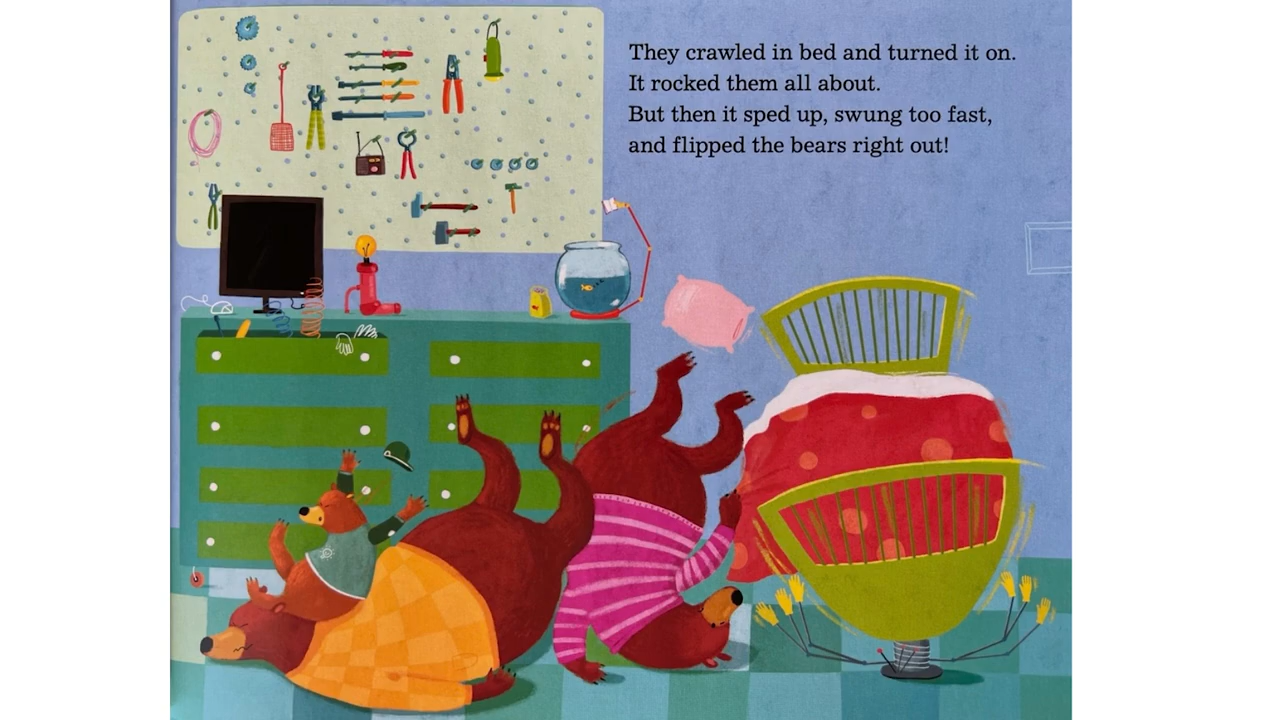 They crawled in bed and turned it on.
It rocked them all about.
But then it sped up, swung too fast,
and flipped the bears right out!